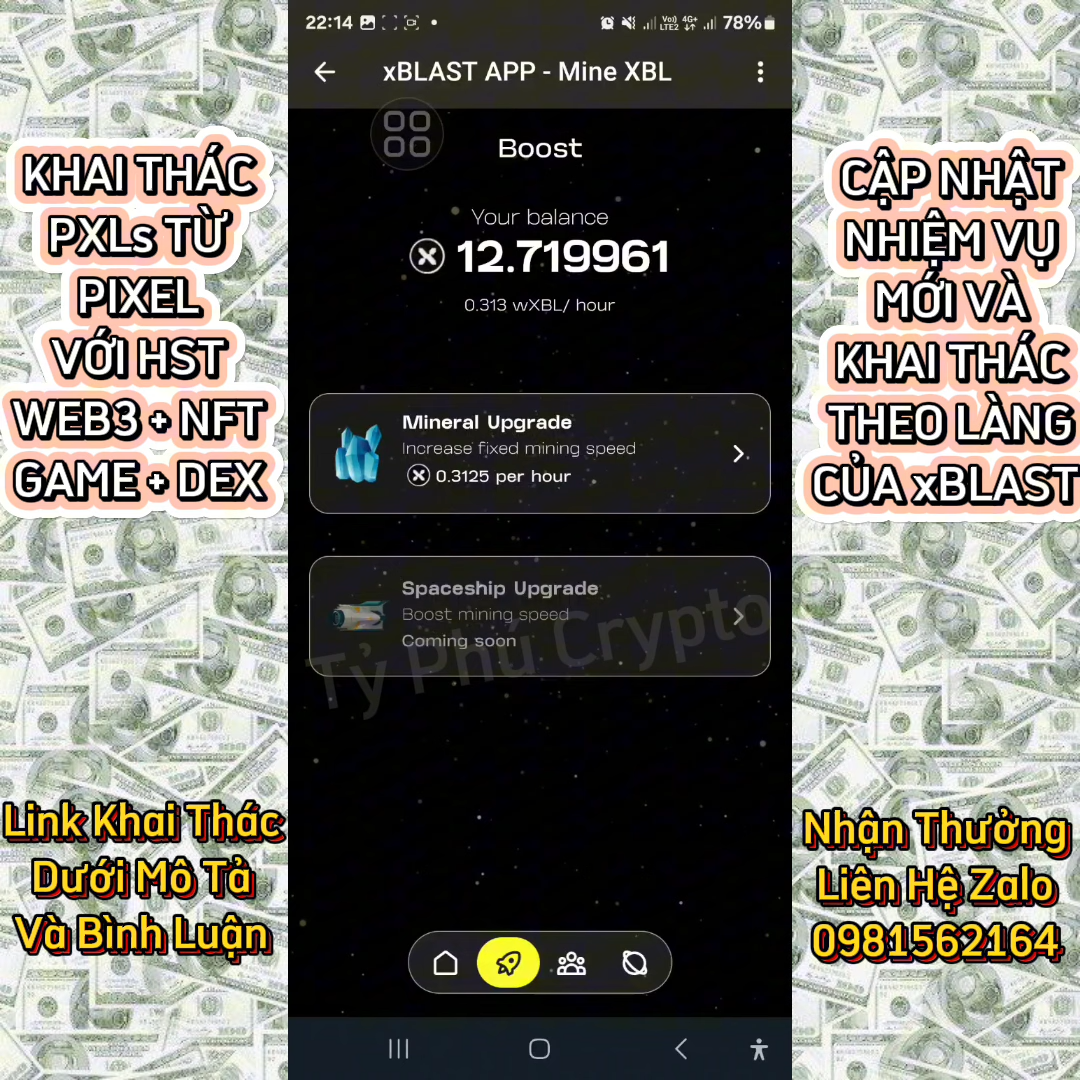 22:14
Vo))
LTE2
4G+
78%
xBLAST APP - Mine XBL
Boost
Your balance
12.719961
0.313 wXBL/ hour
Mineral Upgrade
Increase fixed mining speed
0.3125 per hour
Spaceship Upgrade
Boost mining speed
Coming soon
Tỷ Phú Crypto
KHAI THÁC
PXLs TỪ
PIXEL
VỚI HST
WEB3 + NFT
GAME + DEX
Link Khai Thác
Dưới Mô Tả
Và Bình Luận
CẬP NHẬT
NHIỆM VỤ
MỚI VÀ
KHAI THÁC
THEO LÀNG
CỦA xBLAST
Nhận Thưởng
Liên Hệ Zalo
0981562164